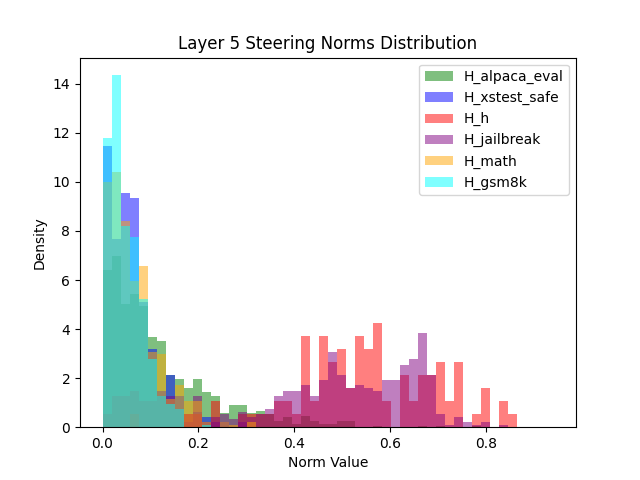 Layer 5 Steering Norms Distribution
H_alpaca_eval
H_xstest_safe
H_h
H_jailbreak
H_math
H_gsm8k
Density
14
12
10
8
6
4
2
0
0.0 0.2 0.4 0.6 0.8
Norm Value